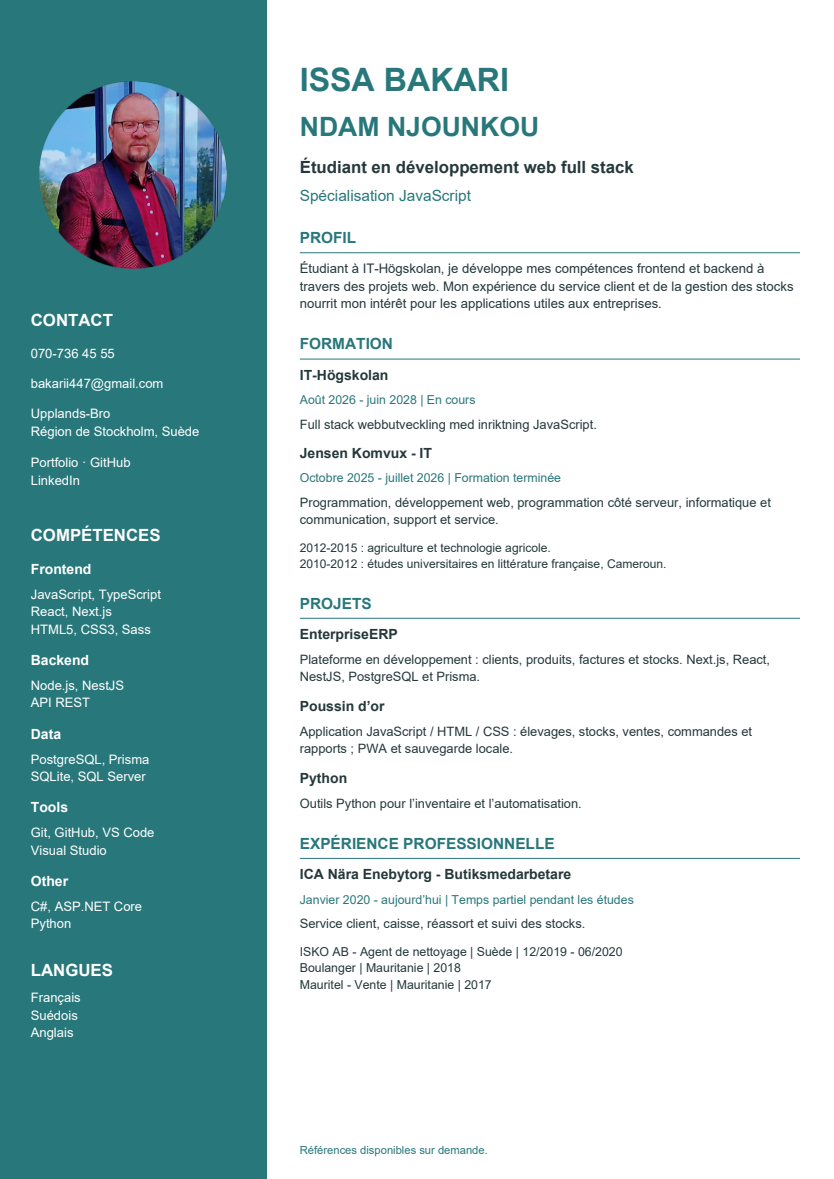 CONTACT
070-736 45 55
bakarii447@gmail.com
Upplands-Bro
Région de Stockholm, Suède
Portfolio · GitHub
LinkedIn
COMPÉTENCES
Frontend
JavaScript, TypeScript
React, Next.js
HTML5, CSS3, Sass
Backend
Node.js, NestJS
API REST
Data
PostgreSQL, Prisma
SQLite, SQL Server
Tools
Git, GitHub, VS Code
Visual Studio
Other
C#, ASP.NET Core
Python
LANGUES
Français
Suédois
Anglais
ISSA BAKARI
NDAM NJOUNKOU
Étudiant en développement web full stack
Spécialisation JavaScript
PROFIL
Étudiant à IT-Högskolan, je développe mes compétences frontend et backend à
travers des projets web. Mon expérience du service client et de la gestion des stocks
nourrit mon intérêt pour les applications utiles aux entreprises.
FORMATION
IT-Högskolan
Août 2026 - juin 2028 | En cours
Full stack webbutveckling med inriktning JavaScript.
Jensen Komvux - IT
Octobre 2025 - juillet 2026 | Formation terminée
Programmation, développement web, programmation côté serveur, informatique et
communication, support et service.
2012-2015 : agriculture et technologie agricole.
2010-2012 : études universitaires en littérature française, Cameroun.
PROJETS
EnterpriseERP
Plateforme en développement : clients, produits, factures et stocks. Next.js, React,
NestJS, PostgreSQL et Prisma.
Poussin d’or
Application JavaScript / HTML / CSS : élevages, stocks, ventes, commandes et
rapports ; PWA et sauvegarde locale.
Python
Outils Python pour l’inventaire et l’automatisation.
EXPÉRIENCE PROFESSIONNELLE
ICA Nära Enebytorg - Butiksmedarbetare
Janvier 2020 - aujourd’hui | Temps partiel pendant les études
Service client, caisse, réassort et suivi des stocks.
ISKO AB - Agent de nettoyage | Suède | 12/2019 - 06/2020
Boulanger | Mauritanie | 2018
Mauritel - Vente | Mauritanie | 2017
Références disponibles sur demande.